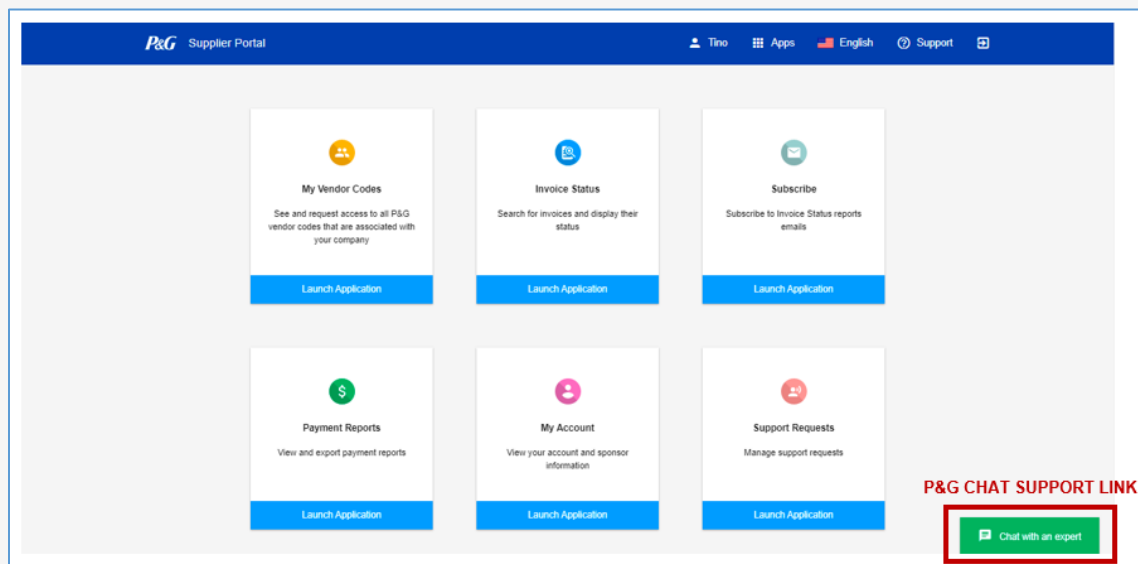 P&G Supplier Portal
Tino Apps English Support
My Vendor Codes
See and request access to all P&G
vendor codes that are associated with
your company
Launch Application
Invoice Status
Search for invoices and display their
status
Launch Application
Subscribe
Subscribe to Invoice Status reports
emails
Launch Application
Payment Reports
View and export payment reports
Launch Application
My Account
View your account and sponsor
information
Launch Application
Support Requests
Manage support requests
Launch Application
P&G CHAT SUPPORT LINK
Chat with an expert